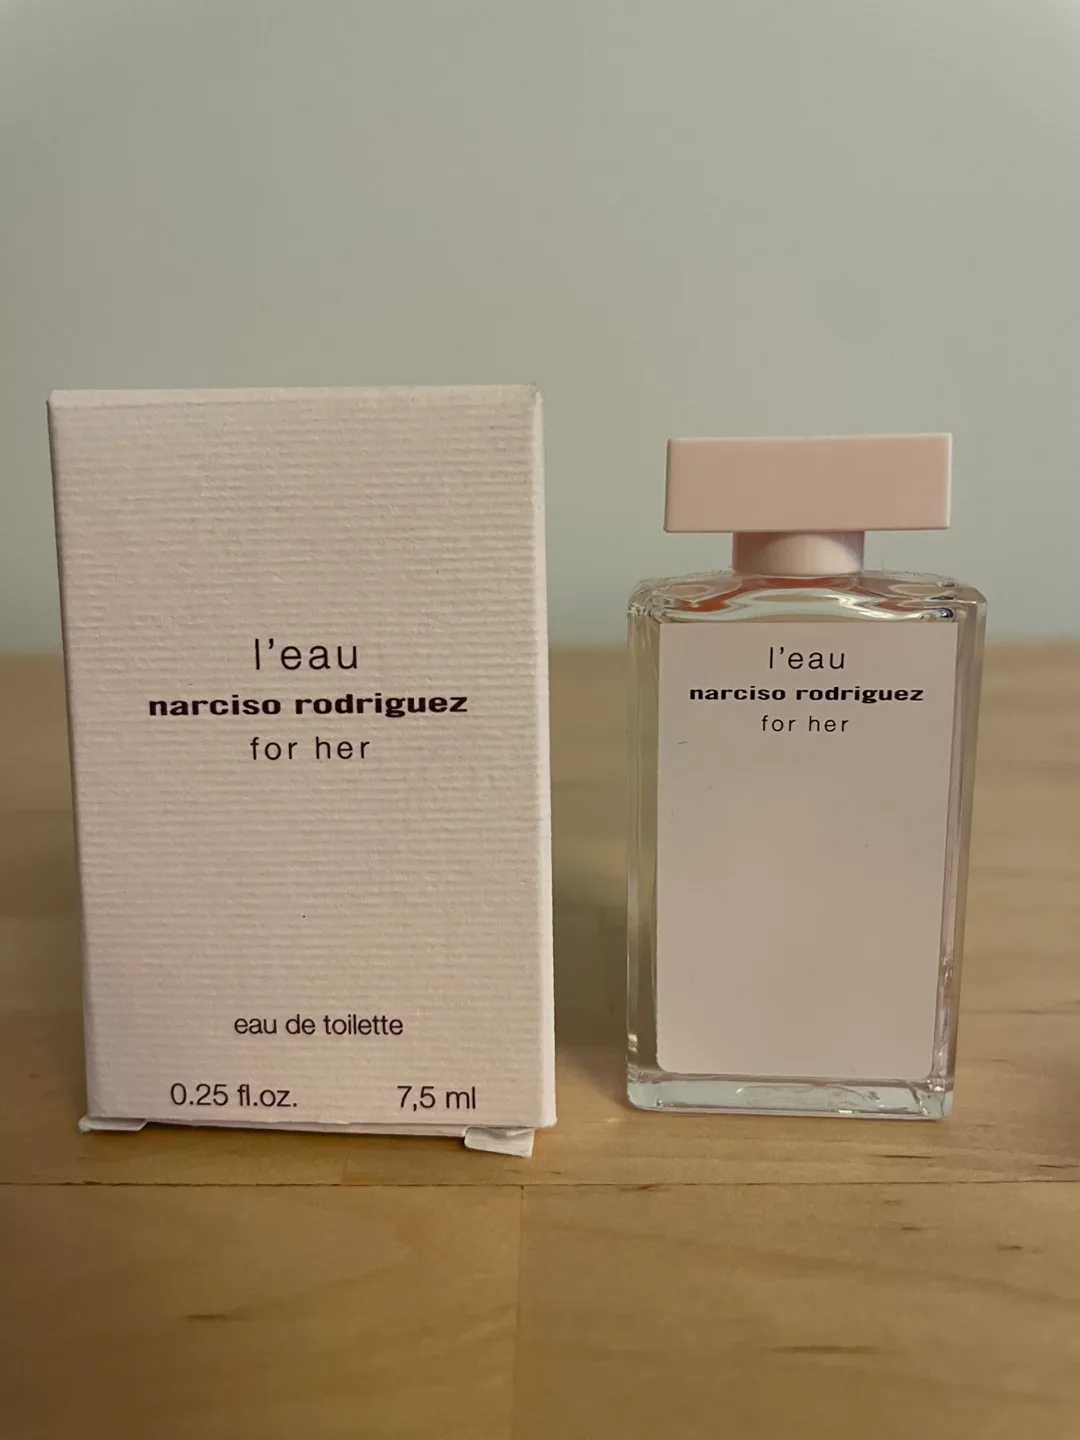 l'eau
narciso rodriguez
for her
eau de toilette
0.25 fl.oz. 7,5 ml
l'eau
narciso rodriguez
for her